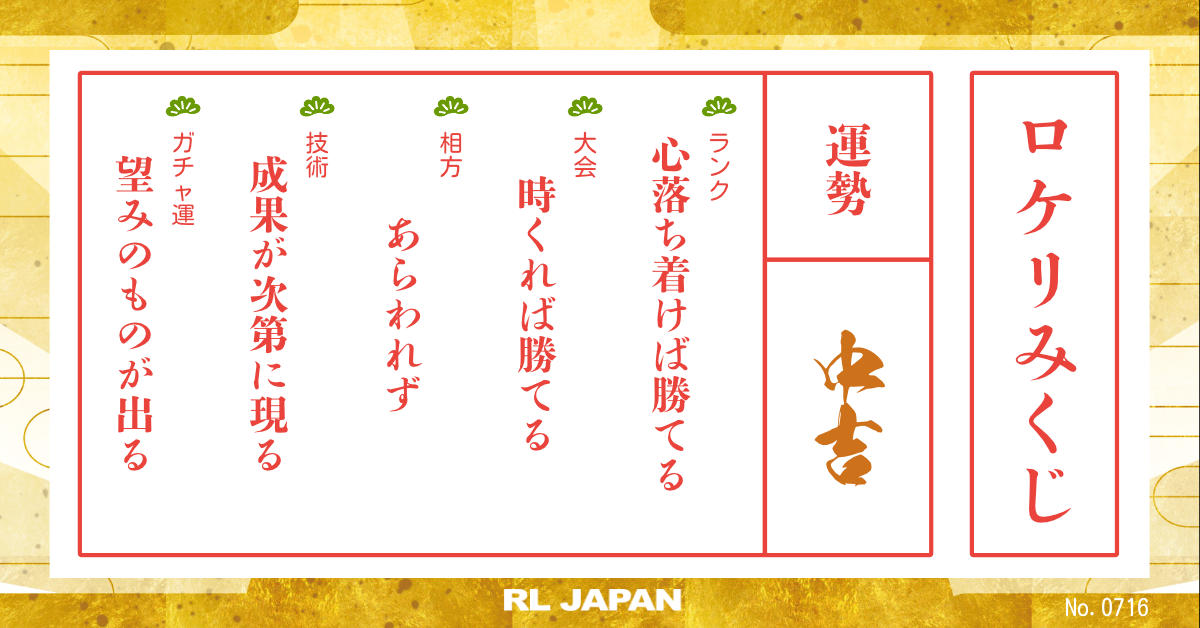 ロケリみくじ
運勢
中吉
ランク
心落ち着けば勝てる
大会
時くれば勝てる
相方
あらわれず
技術
成果が次第に現る
ガチャ運
望みのものが出る
RL JAPAN
No. 0716